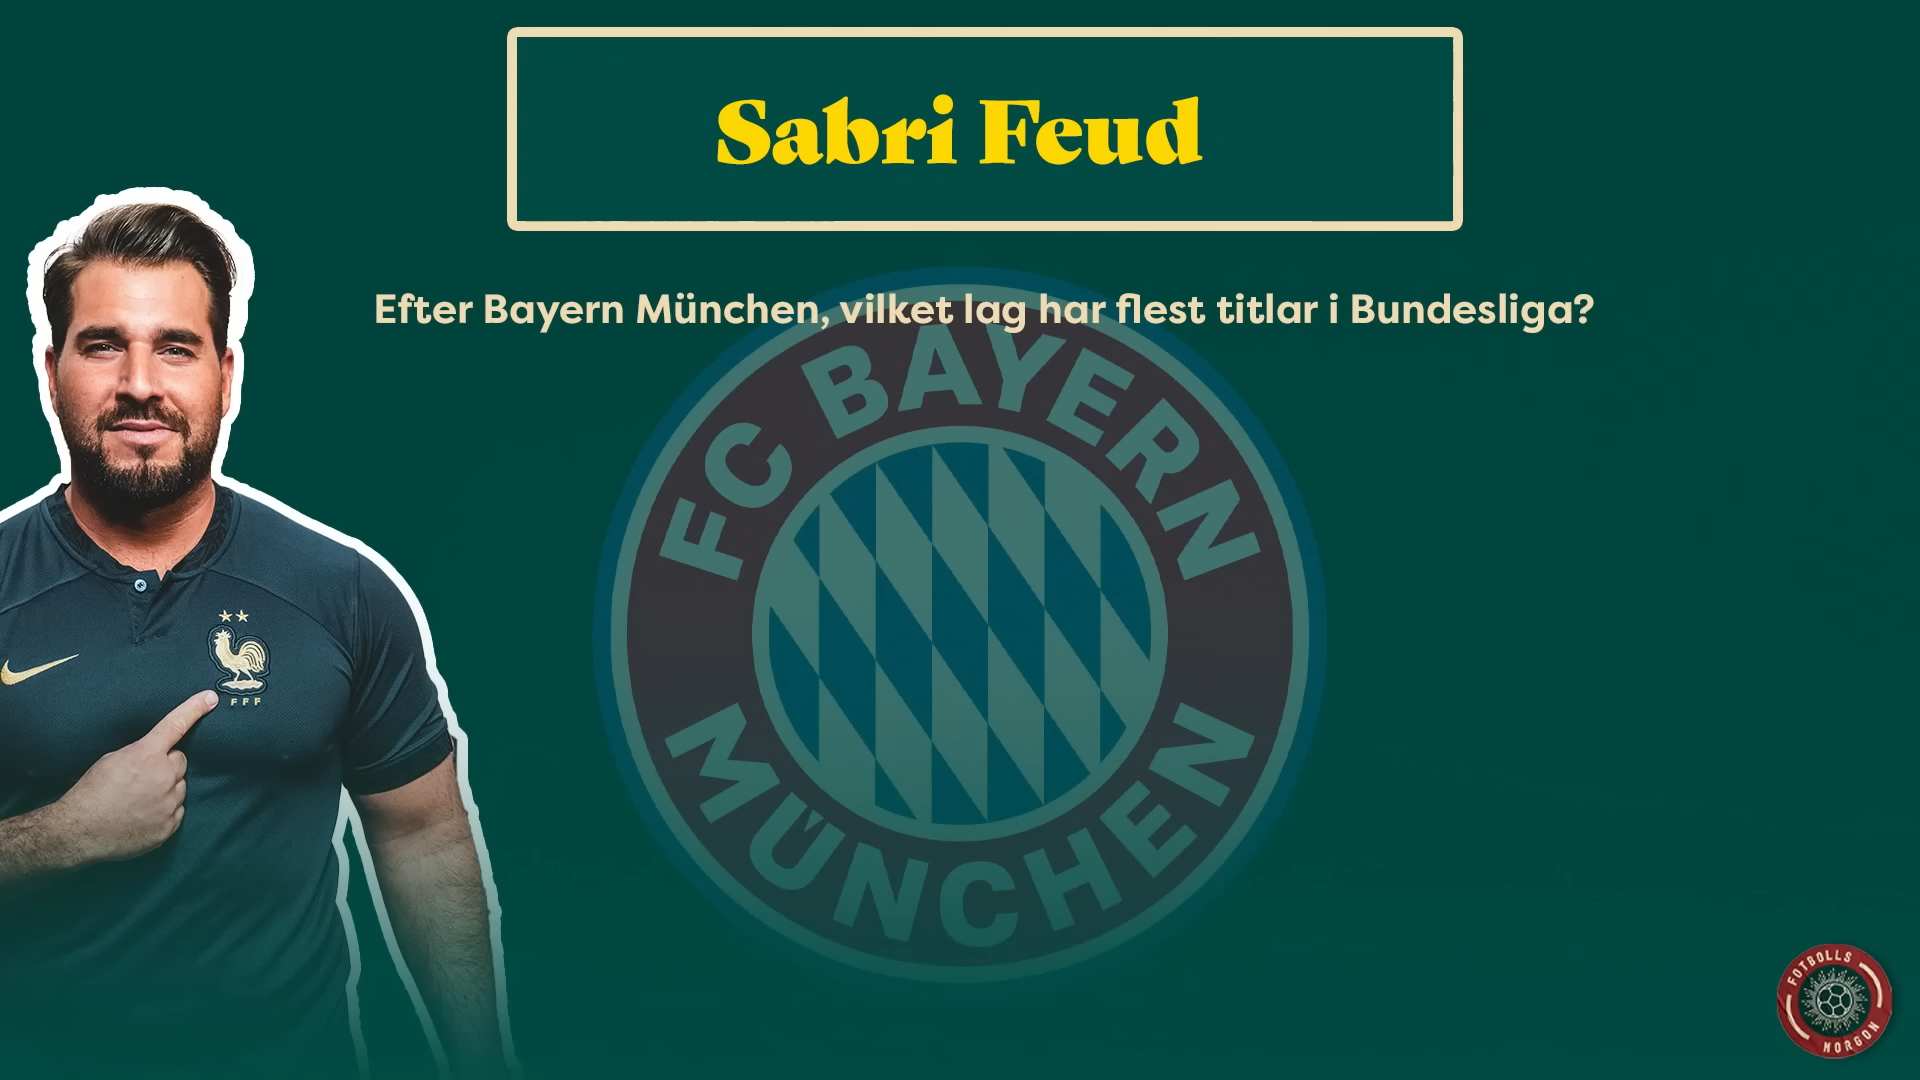 Sabri Feud
Efter Bayern München, vilket lag har flest titlar i Bundesliga?
FC BAYERN
MÜNCHEN
FFF
FOTBOLLS
MORGON